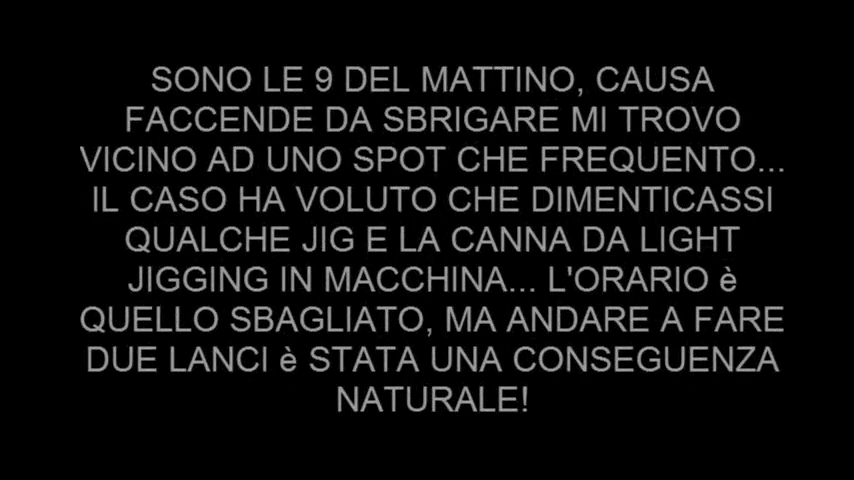 SONO LE 9 DEL MATTINO, CAUSA
FACCENDE DA SBRIGARE MI TROVO
VICINO AD UNO SPOT CHE FREQUENTO...
IL CASO HA VOLUTO CHE DIMENTICASSI
QUALCHE JIG E LA CANNA DA LIGHT
JIGGING IN MACCHINA... L'ORARIO è
QUELLO SBAGLIATO, MA ANDARE A FARE
DUE LANCI è STATA UNA CONSEGUENZA
NATURALE!